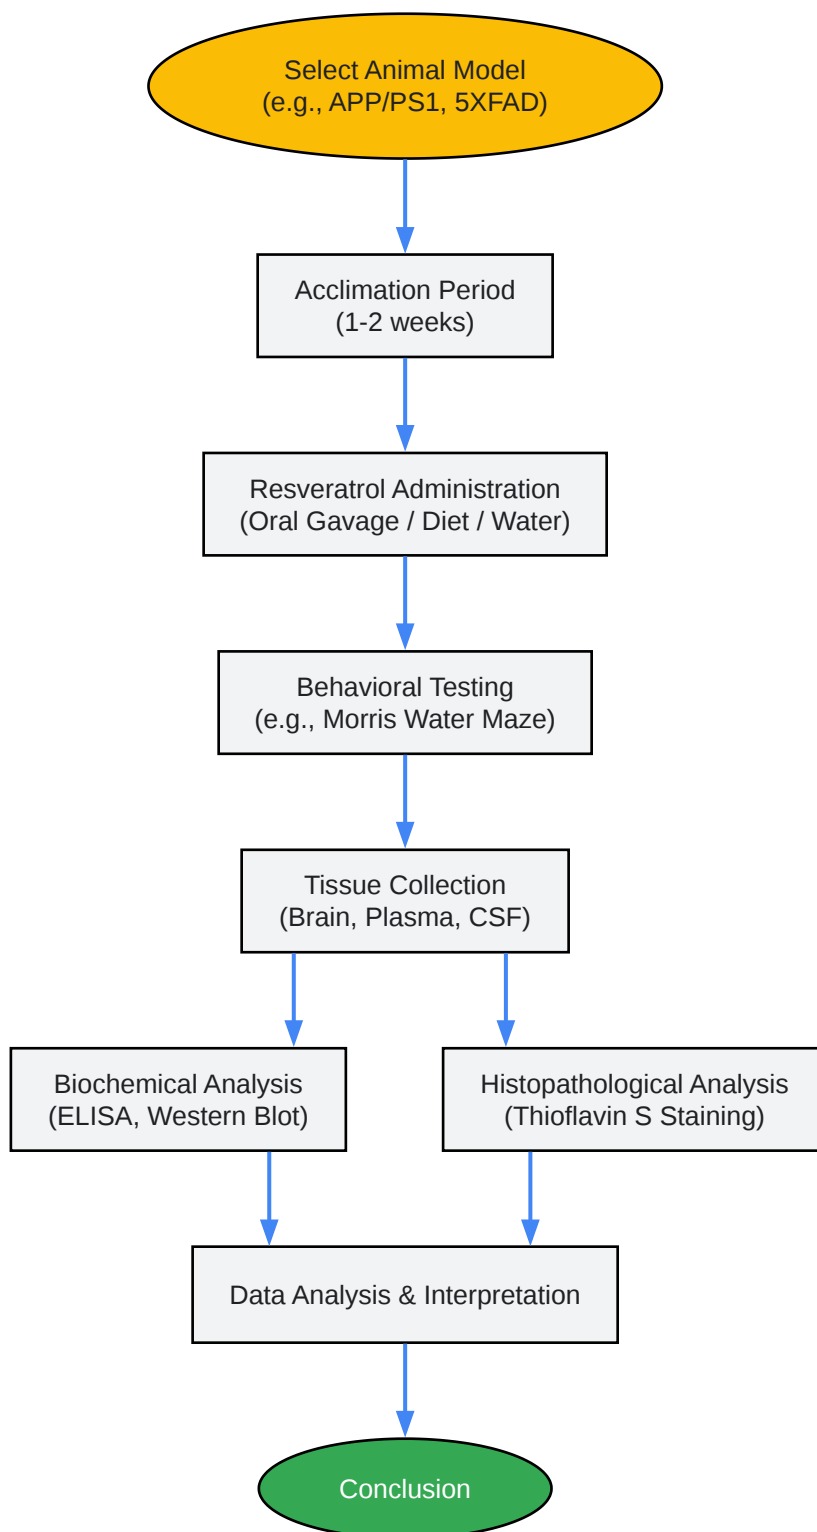 Select Animal Model
(e.g., APP/PS1, 5XFAD)
Acclimation Period
(1-2 weeks)
Resveratrol Administration
(Oral Gavage / Diet / Water)
Behavioral Testing
(e.g., Morris Water Maze)
Tissue Collection
(Brain, Plasma, CSF)
Biochemical Analysis
(ELISA, Western Blot)
Histopathological Analysis
(Thioflavin S Staining)
Data Analysis & Interpretation
Conclusion